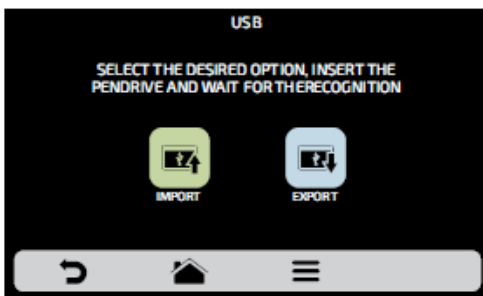 USB
SELECT THE DESIRED OPTION, INSERT THE
PENDRIVE AND WAIT FOR THERECOGNITION
IMPORT
EXPORT